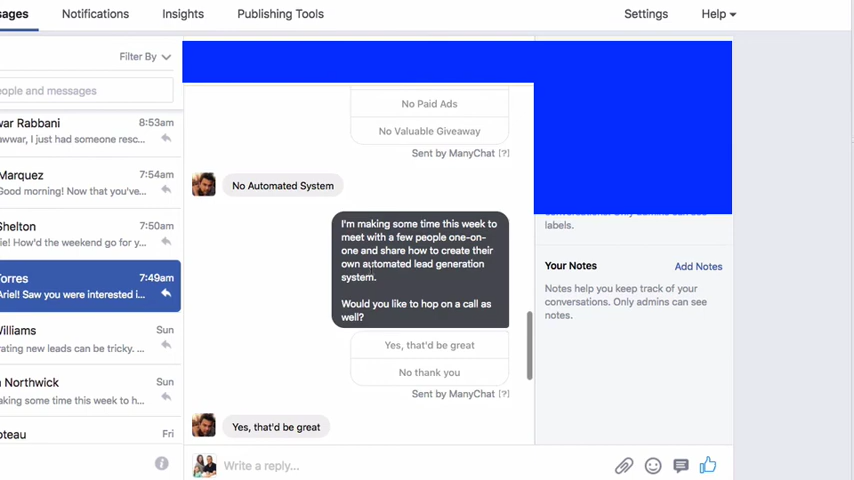 sages Notifications Insights Publishing Tools Settings Help
Filter By
eople and messages
war Rabbani 8:53am
awwar, I just had someone resc...
Marquez 7:54am
Good morning! Now that you've...
Shelton 7:50am
ie! How'd the weekend go for y...
Torres 7:49am
Ariel! Saw you were interested i...
Williams Sun
rating new leads can be tricky. ...
n Northwick Sun
aking some time this week to h...
oteau Fri
No Paid Ads
No Valuable Giveaway
Sent by ManyChat [?]
No Automated System
I'm making some time this week to
meet with a few people one-on-
one and share how to create their
own automated lead generation
system.
Would you like to hop on a call as
well?
Yes, that'd be great
No thank you
Sent by ManyChat [?]
Yes, that'd be great
Write a reply...
conversations. Only admins can see
labels.
Your Notes Add Notes
Notes help you keep track of your
conversations. Only admins can see
notes.